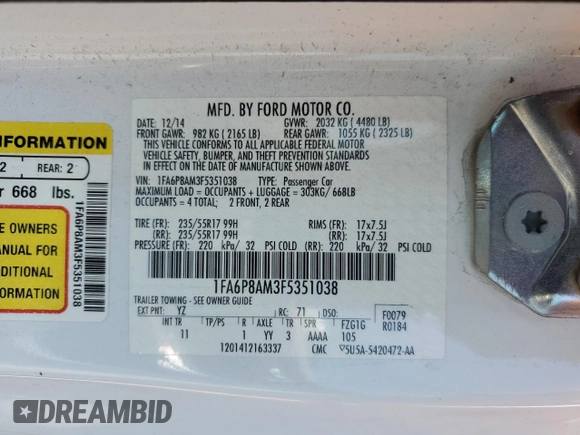 NFORMATION
2 REAR: 2
r 668 lbs.
E OWNERS
ANUAL FOR
DDITIONAL
FORMATION
1FA6P8AM3F5351038
MFD. BY FORD MOTOR CO.
DATE: 12/14 GVWR: 2032 KG ( 4480 LB)
FRONT GAWR: 982 KG ( 2165 LB) REAR GAWR: 1055 KG ( 2325 LB)
THIS VEHICLE CONFORMS TO ALL APPLICABLE FEDERAL MOTOR
VEHICLE SAFETY, BUMPER, AND THEFT PREVENTION STANDARDS
IN EFFECT ON THE DATE OF MANUFACTURE SHOWN ABOVE.
VIN: 1FA6P8AM3F5351038 TYPE: Passenger Car
MAXIMUM LOAD = OCCUPANTS + LUGGAGE = 303KG / 668LB
OCCUPANTS = 4 TOTAL; 2 FRONT, 2 REAR
TIRE (FR): 235/55R17 99H RIMS (FR): 17x7.5J
(RR): 235/55R17 99H (RR): 17x7.5J
PRESSURE (FR): 220 kPa/ 32 PSI COLD (RR): 220 kPa/ 32 PSI COLD
1FA6P8AM3F5351038
TRAILER TOWING - SEE OWNER GUIDE
EXT PNT: YZ RC: 71 DSO: F0079
INT TR TP/PS R AXLE TR SPR FZG1G R0184
11 1 YY 3 AAAA 105
1201412163337 CMC 5U5A-5420472-AA
DREAMBID